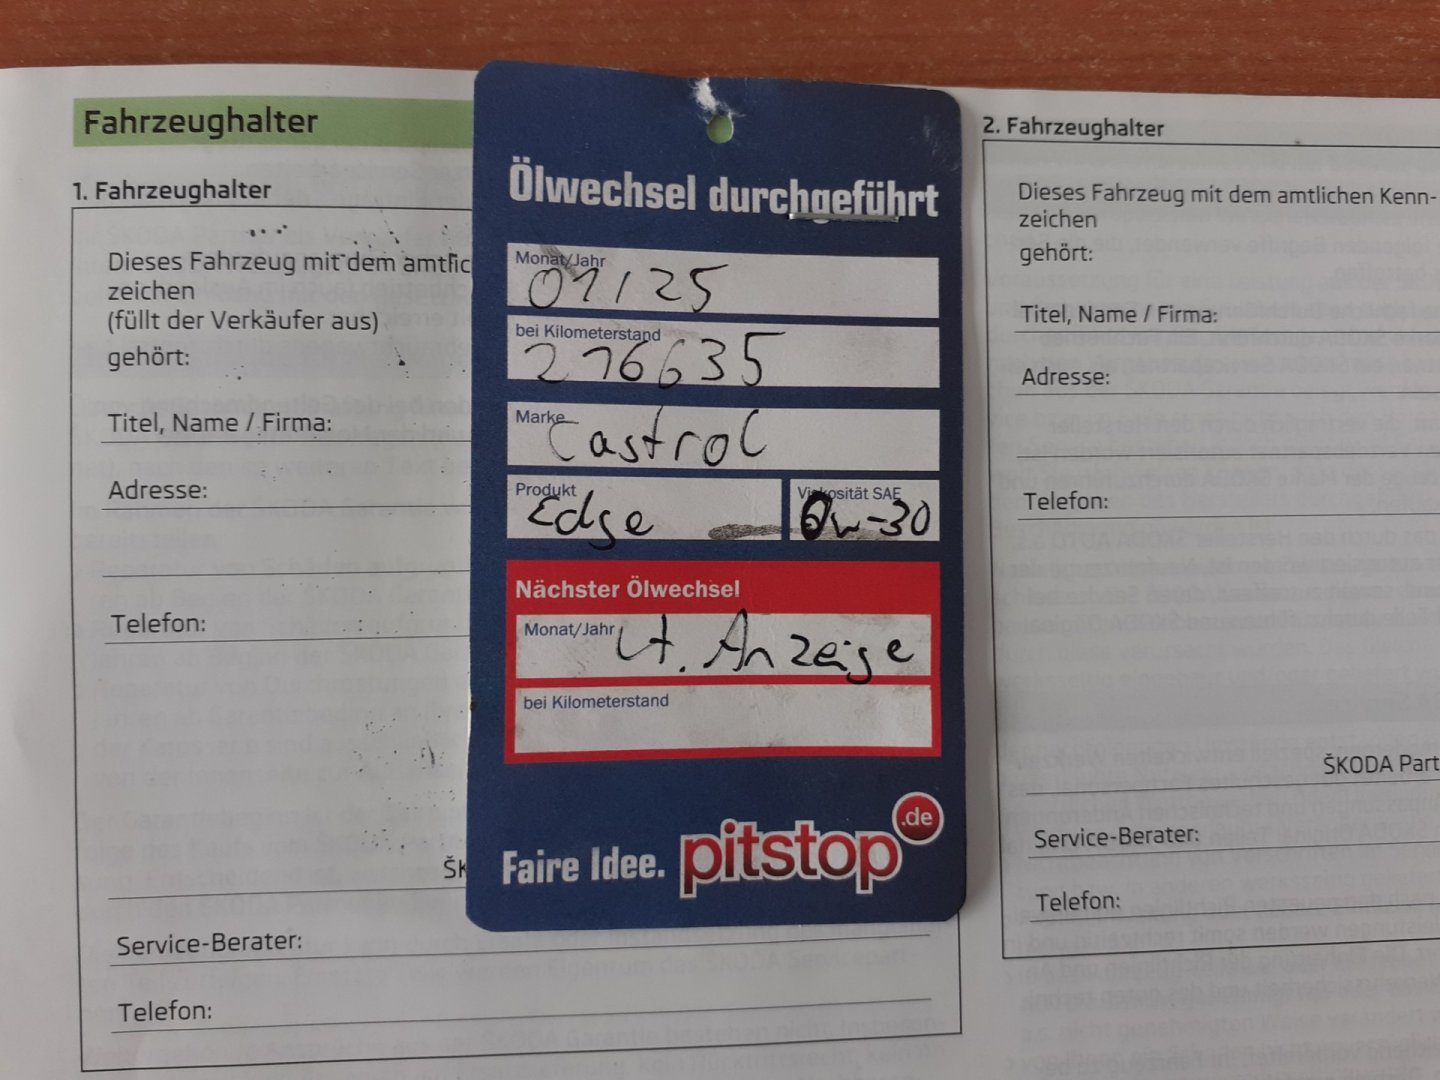 Fahrzeughalter
1. Fahrzeughalter
Dieses Fahrzeug mit dem amtlic
zeichen
(füllt der Verkäufer aus)
gehört:
Titel, Name / Firma:
Adresse:
Telefon:
ŠK
Service-Berater:
Telefon:
Ölwechsel durchgeführt
Monat/Jahr
01/25
bei Kilometerstand
216635
Marke
Castrol
Produkt
Edge
Viskosität SAE
0w-30
Nächster Ölwechsel
Monat/Jahr
Lt. Anzeige
bei Kilometerstand
Faire Idee. pitstop .de
2. Fahrzeughalter
Dieses Fahrzeug mit dem amtlichen Kenn-
zeichen
gehört:
Titel, Name / Firma:
Adresse:
Telefon:
ŠKODA Part
Service-Berater:
Telefon: